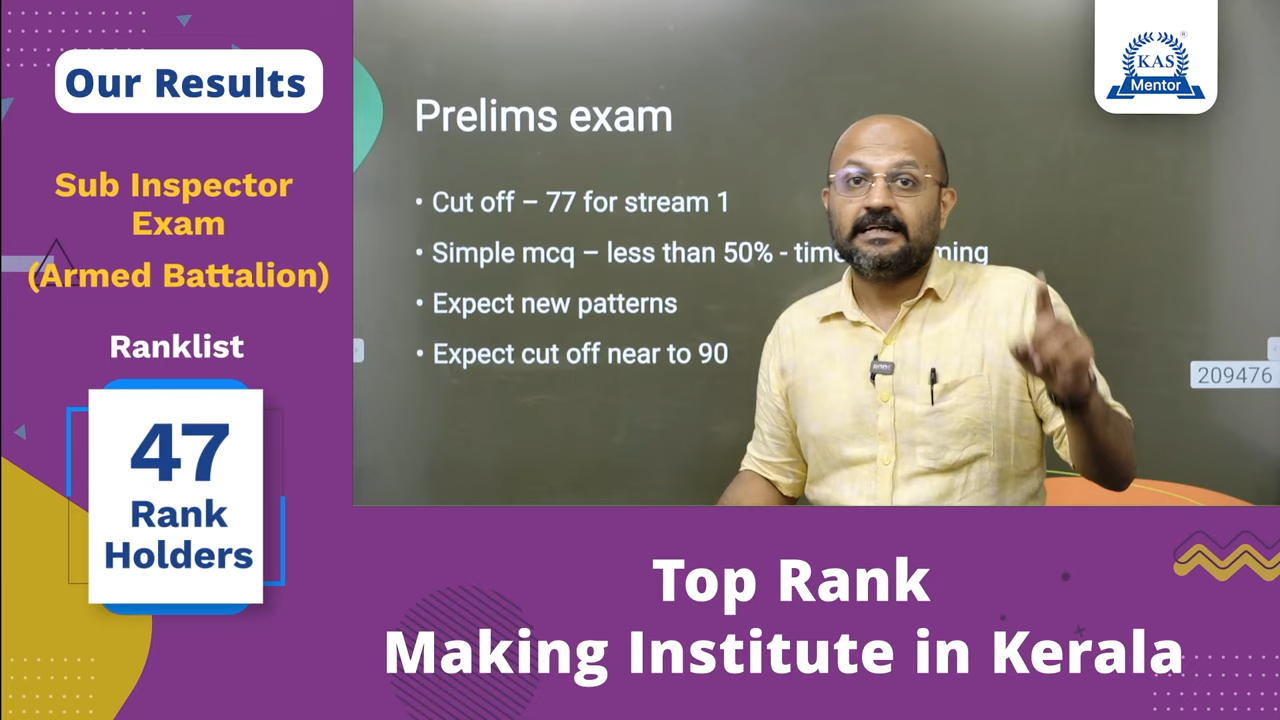 Our Results
Sub Inspector
Exam
(Armed Battalion)
Ranklist
47
Rank
Holders
Prelims exam
• Cut off – 77 for stream 1
• Simple mcq – less than 50% -
• Expect new patterns
• Expect cut off near to 90
KAS
Mentor
209476
Top Rank
Making Institute in Kerala